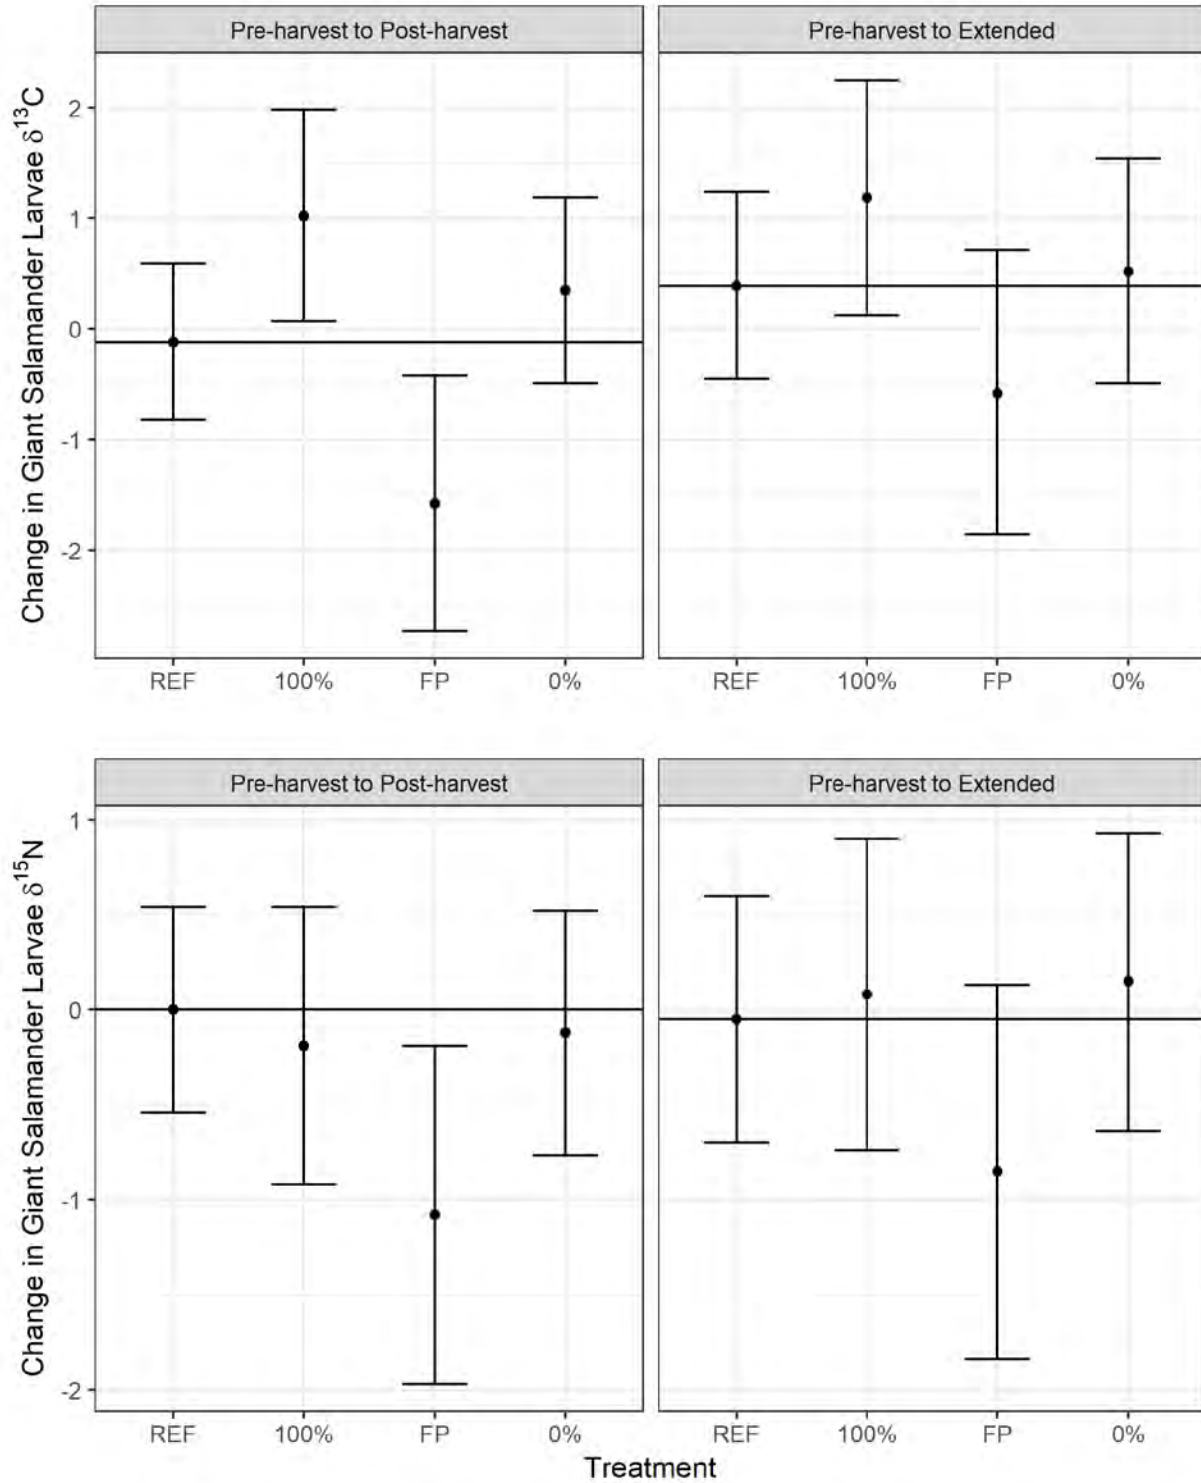 Pre-harvest to Post-harvest
Pre-harvest to Extended
Change in Giant Salamander Larvae δ¹³C
2
1
0
-1
-2
REF 100% FP 0%
REF 100% FP 0%
Pre-harvest to Post-harvest
Pre-harvest to Extended
Change in Giant Salamander Larvae δ¹⁵N
1
0
-1
-2
REF 100% FP 0%
REF 100% FP 0%
Treatment